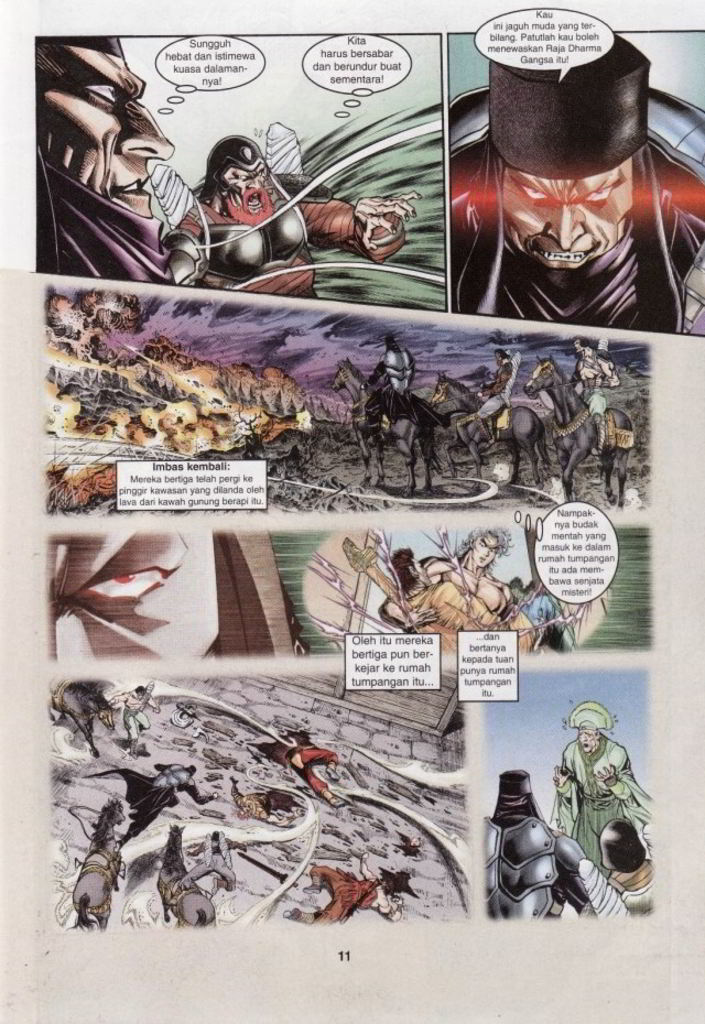 Sungguh
hebat dan istimewa
kuasa dalaman-
nya!
Kita
harus bersabar
dan berundur buat
sementara!
Kau
ini jaguh muda yang ter-
bilang. Patutlah kau boleh
menewaskan Raja Dharma
Gangsa itu!
Imbas kembali:
Mereka bertiga telah pergi ke
pinggir kawasan yang dilanda oleh
lava dari kawah gunung berapi itu.
Nampak-
nya budak
mentah yang
masuk ke dalam
rumah tumpangan
itu ada mem-
bawa senjata
misteri!
Oleh itu mereka
bertiga pun ber-
kejar ke rumah
tumpangan itu...
...dan
bertanya
kepada tuan
punya rumah
tumpangan
itu.
11